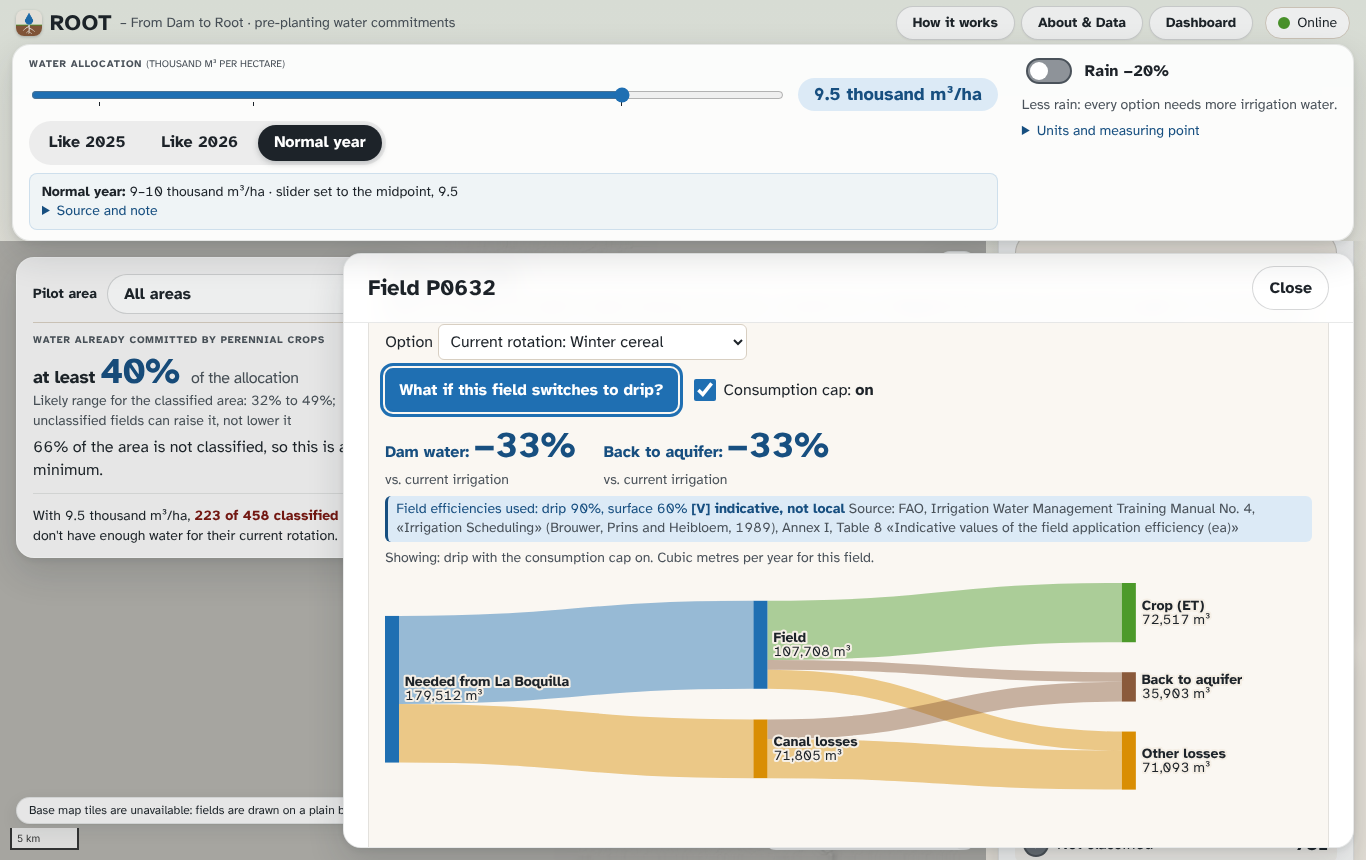 ROOT – From Dam to Root · pre-planting water commitments
How it works
About & Data
Dashboard
Online
WATER ALLOCATION (THOUSAND M³ PER HECTARE)
9.5 thousand m³/ha
Like 2025
Like 2026
Normal year
Normal year: 9–10 thousand m³/ha · slider set to the midpoint, 9.5
Source and note
Rain −20%
Less rain: every option needs more irrigation water.
Units and measuring point
Pilot area
All areas
WATER ALREADY COMMITTED BY PERENNIAL CROPS
at least 40% of the allocation
Likely range for the classified area: 32% to 49%;
unclassified fields can raise it, not lower it
66% of the area is not classified, so this is a
minimum.
With 9.5 thousand m³/ha, 223 of 458 classified
don't have enough water for their current rotation.
Base map tiles are unavailable: fields are drawn on a plain
5 km
Field P0632
Close
Option
Current rotation: Winter cereal
What if this field switches to drip?
Consumption cap: on
Dam water: −33%
vs. current irrigation
Back to aquifer: −33%
vs. current irrigation
Field efficiencies used: drip 90%, surface 60% [V] indicative, not local Source: FAO, Irrigation Water Management Training Manual No. 4,
«Irrigation Scheduling» (Brouwer, Prins and Heibloem, 1989), Annex I, Table 8 «Indicative values of the field application efficiency (ea)»
Showing: drip with the consumption cap on. Cubic metres per year for this field.
Needed from La Boquilla
179,512 m³
Field
107,708 m³
Canal losses
71,805 m³
Crop (ET)
72,517 m³
Back to aquifer
35,903 m³
Other losses
71,093 m³